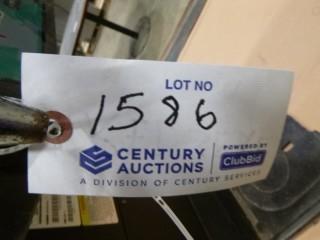 LOT NO
1586
CENTURY AUCTIONS
POWERED BY
ClubBid
A DIVISION OF CENTURY SERVICES